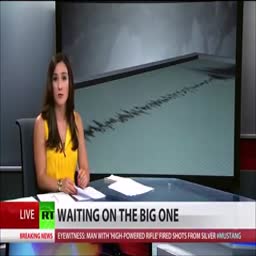 LIVE RT WAITING ON THE BIG ONE
BREAKING NEWS EYEWITNESS: MAN WITH 'HIGH-POWERED RIFLE' FIRED SHOTS FROM SILVER #MUSTANG